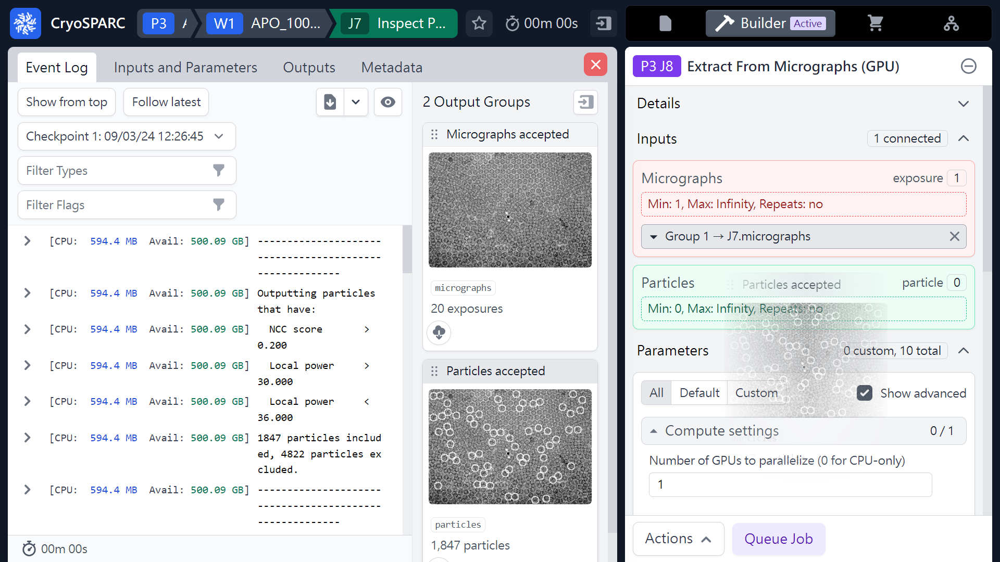 CryoSPARC
P3
W1 APO_100...
J7 Inspect P...
00m 00s
Builder Active
Event Log
Inputs and Parameters
Outputs
Metadata
Show from top
Follow latest
Checkpoint 1: 09/03/24 12:26:45
Filter Types
Filter Flags
[CPU: 594.4 MB Avail: 500.09 GB] ---------------------
---------------------
--------------
[CPU: 594.4 MB Avail: 500.09 GB] Outputting particles
that have:
[CPU: 594.4 MB Avail: 500.09 GB] NCC score >
0.200
[CPU: 594.4 MB Avail: 500.09 GB] Local power >
30.000
[CPU: 594.4 MB Avail: 500.09 GB] Local power <
36.000
[CPU: 594.4 MB Avail: 500.09 GB] 1847 particles includ
ed, 4822 particles ex
cluded.
[CPU: 594.4 MB Avail: 500.09 GB] ---------------------
---------------------
--------------
00m 00s
2 Output Groups
Micrographs accepted
micrographs
20 exposures
Particles accepted
particles
1,847 particles
P3 J8 Extract From Micrographs (GPU)
Details
Inputs
1 connected
Micrographs
exposure 1
Min: 1, Max: Infinity, Repeats: no
Group 1 → J7.micrographs
Particles
Particles accepted
particle 0
Min: 0, Max: Infinity, Repeats: no
Parameters
0 custom, 10 total
All
Default
Custom
Show advanced
Compute settings
0 / 1
particles
Number of GPUs to parallelize (0 for CPU-only)
1
Actions
Queue Job